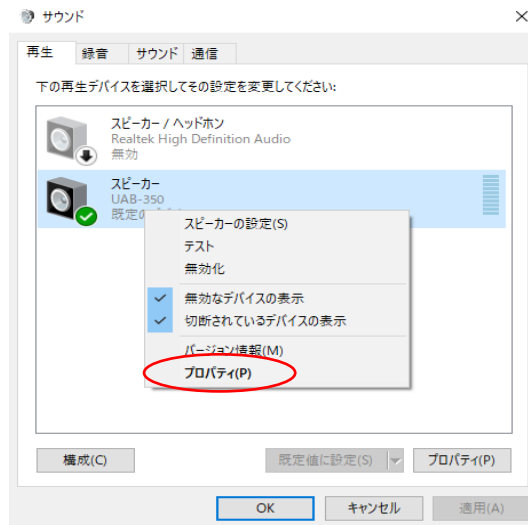 サウンド
再生 録音 サウンド 通信
下の再生デバイスを選択してその設定を変更してください:
スピーカー / ヘッドホン
Realtek High Definition Audio
無効
スピーカー
UAB-350
既定の
スピーカーの設定(S)
テスト
無効化
無効なデバイスの表示
切断されているデバイスの表示
バージョン情報(M)
プロパティ(P)
構成(C) 既定値に設定(S) プロパティ(P)
OK キャンセル 適用(A)